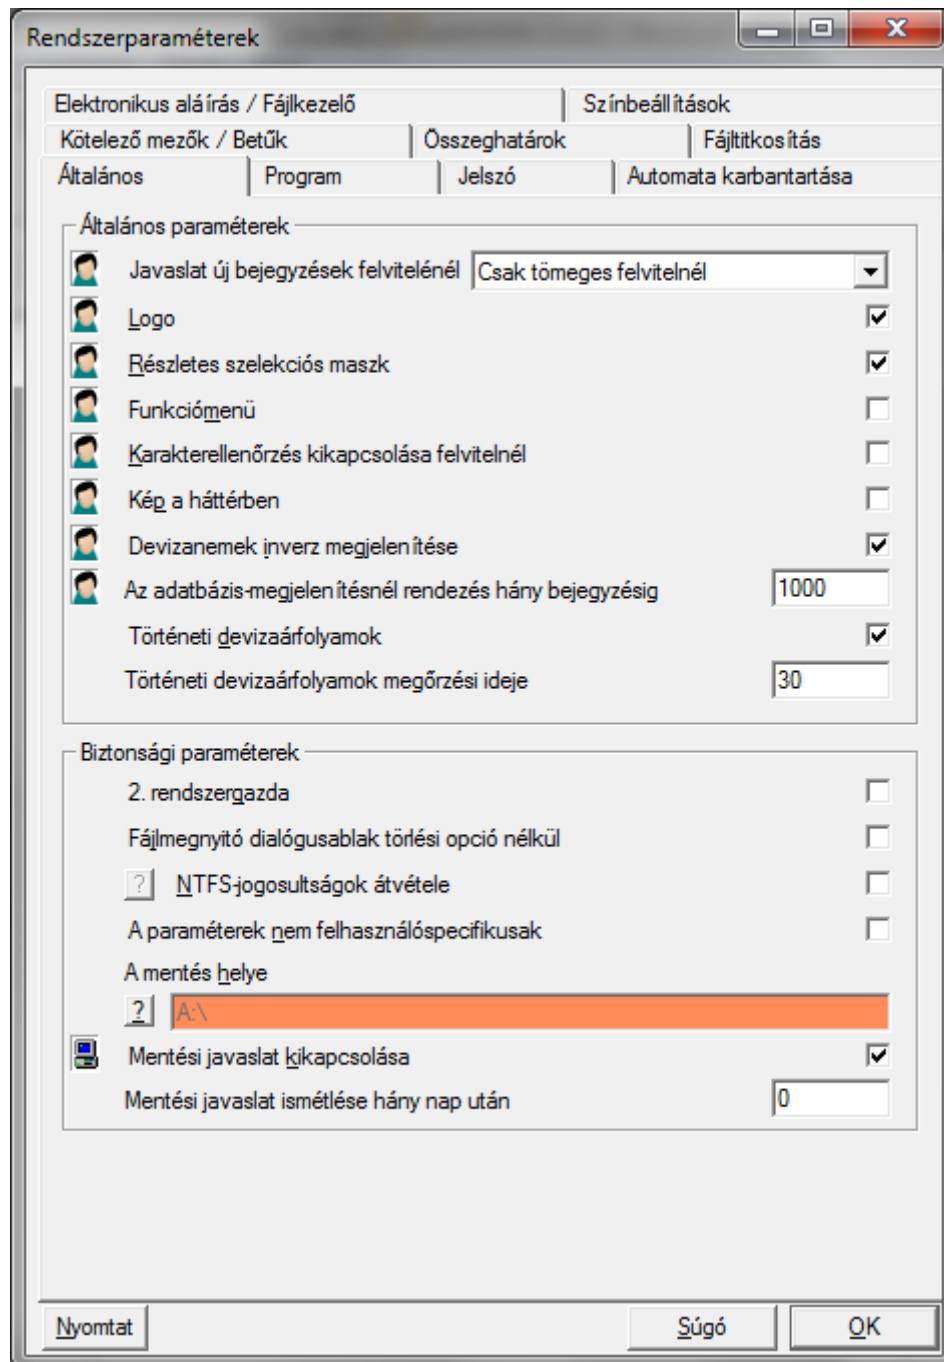 Rendszerparaméterek
Elektronikus aláírás / Fájlkezelő
Színbeállítások
Kötelező mezők / Betűk
Összeghatárok
Fájltitkosítás
Általános
Program
Jelszó
Automata karbantartása
Általános paraméterek
Javaslat új bejegyzések felvitelénél
Csak tömeges felvitelnél
Logo
Részletes szelekciós maszk
Funkciómenü
Karakterellenőrzés kikapcsolása felvitelnél
Kép a háttérben
Devizanemek inverz megjelenítése
Az adatbázis-megjelenítésnél rendezés hány bejegyzésig
1000
Történeti devizaárfolyamok
Történeti devizaárfolyamok megőrzési ideje
30
Biztonsági paraméterek
2. rendszergazda
Fájlmegnyitó dialógusablak törlési opció nélkül
?
NTFS-jogosultságok átvétele
A paraméterek nem felhasználóspecifikusak
A mentés helye
?
A:\
Mentési javaslat kikapcsolása
Mentési javaslat ismétlése hány nap után
0
Nyomtat
Súgó
OK